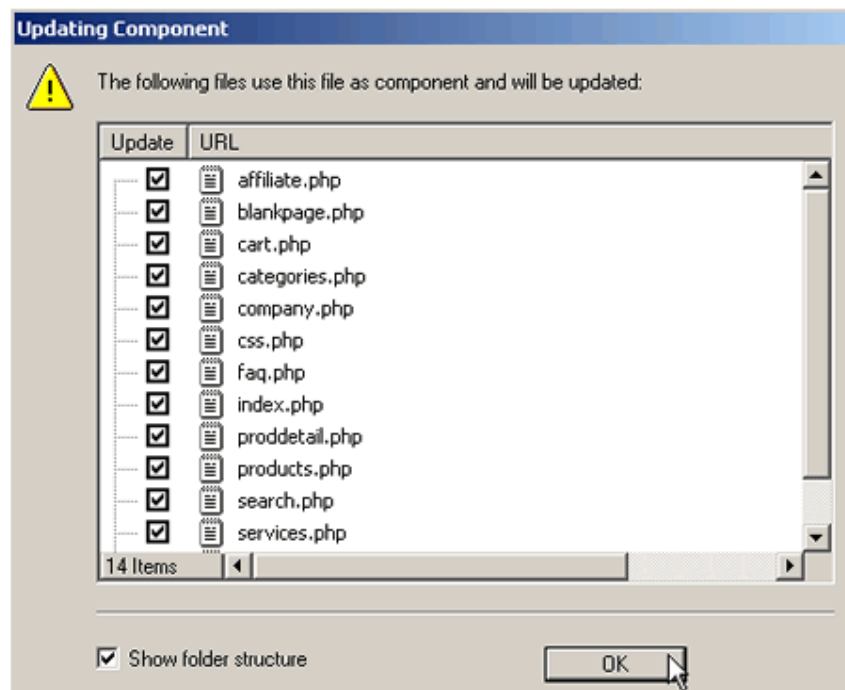 Updating Component
The following files use this file as component and will be updated:
Update URL
affiliate.php
blankpage.php
cart.php
categories.php
company.php
css.php
faq.php
index.php
proddetail.php
products.php
search.php
services.php
14 Items
Show folder structure
OK